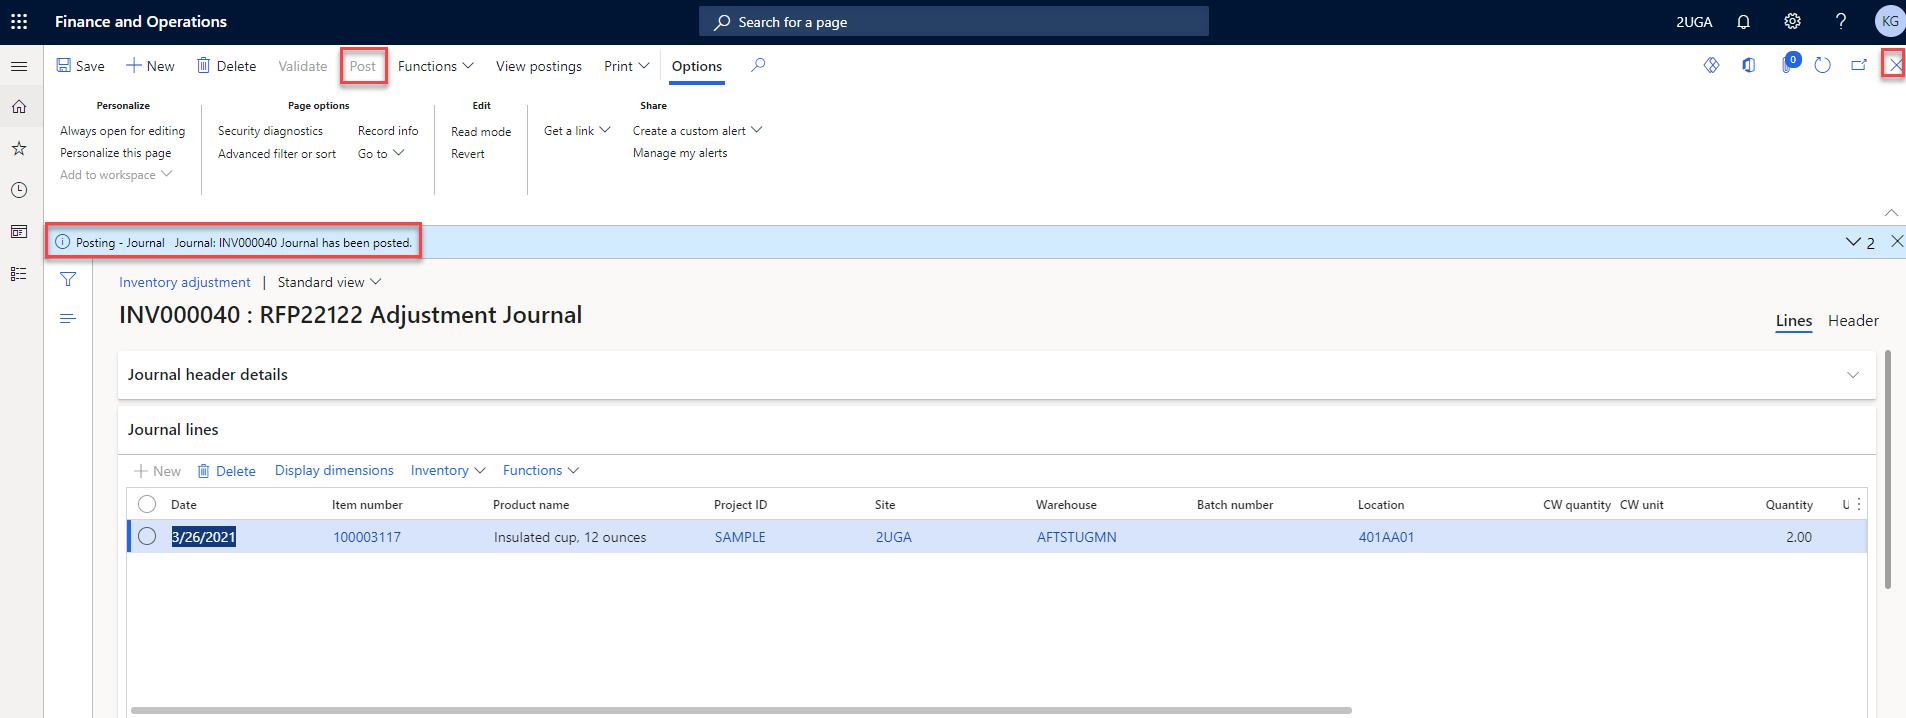 Finance and Operations
Search for a page
2UGA
KG
Save New Delete Validate Post Functions View postings Print Options
0
Personalize
Always open for editing
Personalize this page
Add to workspace
Page options
Security diagnostics Record info
Advanced filter or sort Go to
Edit
Read mode
Revert
Share
Get a link Create a custom alert
Manage my alerts
Posting - Journal Journal: INV000040 Journal has been posted.
2
Inventory adjustment | Standard view
INV000040 : RFP22122 Adjustment Journal
Lines Header
Journal header details
Journal lines
New Delete Display dimensions Inventory Functions
Date Item number Product name Project ID Site Warehouse Batch number Location CW quantity CW unit Quantity
3/26/2021 100003117 Insulated cup, 12 ounces SAMPLE 2UGA AFTSTUGMN 401AA01 2.00